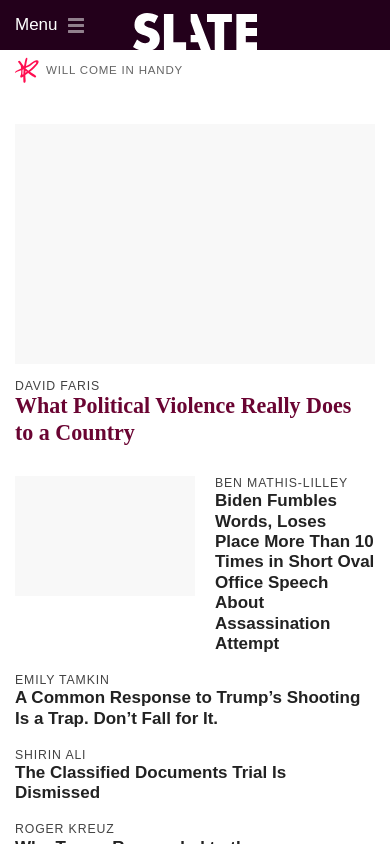 Menu
SLATE
WILL COME IN HANDY
DAVID FARIS
What Political Violence Really Does
to a Country
BEN MATHIS-LILLEY
Biden Fumbles
Words, Loses
Place More Than 10
Times in Short Oval
Office Speech
About
Assassination
Attempt
EMILY TAMKIN
A Common Response to Trump’s Shooting
Is a Trap. Don’t Fall for It.
SHIRIN ALI
The Classified Documents Trial Is
Dismissed
ROGER KREUZ